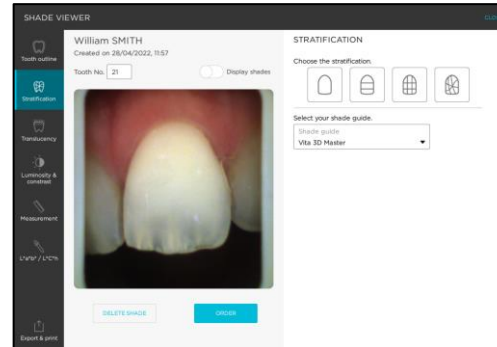 SHADE VIEWER
Tooth outline
Stratification
Translucency
Luminosity &
constrast
Measurement
L*a*b* / L*C*h
Export & print
William SMITH
Created on 28/04/2022, 11:57
Tooth No. 21
Display shades
DELETE SHADE
ORDER
STRATIFICATION
Choose the stratification.
Select your shade guide.
Shade guide
Vita 3D Master